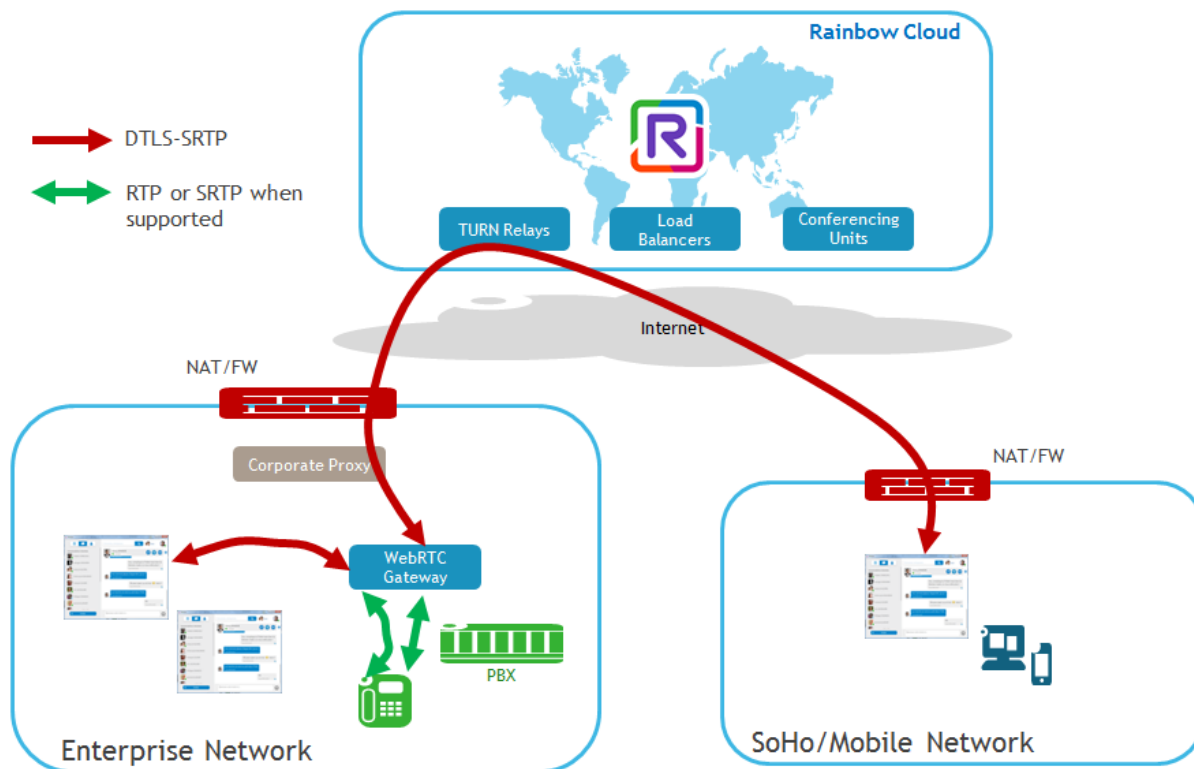 Rainbow Cloud
DTLS-SRTP
RTP or SRTP when
supported
R
TURN Relays
Load
Balancers
Conferencing
Units
Internet
NAT/FW
Corporate Proxy
NAT/FW
WebRTC
Gateway
PBX
Enterprise Network
SoHo/Mobile Network